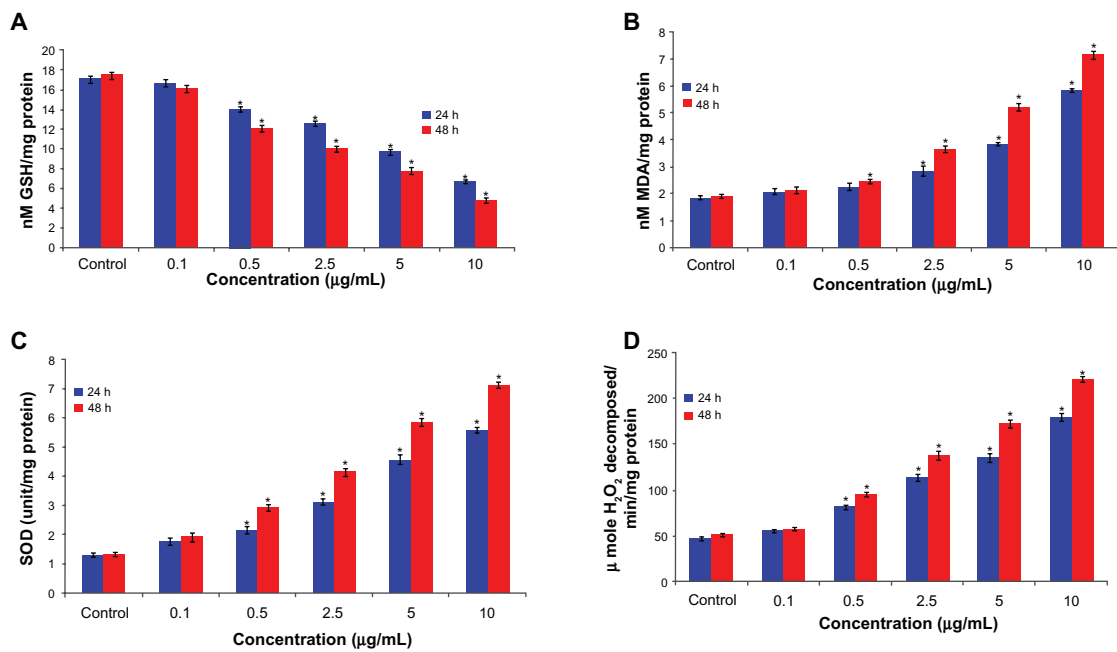 A
nM GSH/mg protein
20
18
16
14
12
10
8
6
4
2
0
* * * * * * * *
24 h
48 h
Control 0.1 0.5 2.5 5 10
Concentration (μg/mL)
B
nM MDA/mg protein
8
7
6
5
4
3
2
1
0
* * * * * * *
24 h
48 h
Control 0.1 0.5 2.5 5 10
Concentration (μg/mL)
C
SOD (unit/mg protein)
8
7
6
5
4
3
2
1
0
* * * * * * * *
24 h
48 h
Control 0.1 0.5 2.5 5 10
Concentration (μg/mL)
D
μ mole H₂O₂ decomposed/
min/mg protein
250
200
150
100
50
0
* * * * * * * *
24 h
48 h
Control 0.1 0.5 2.5 5 10
Concentration (μg/mL)